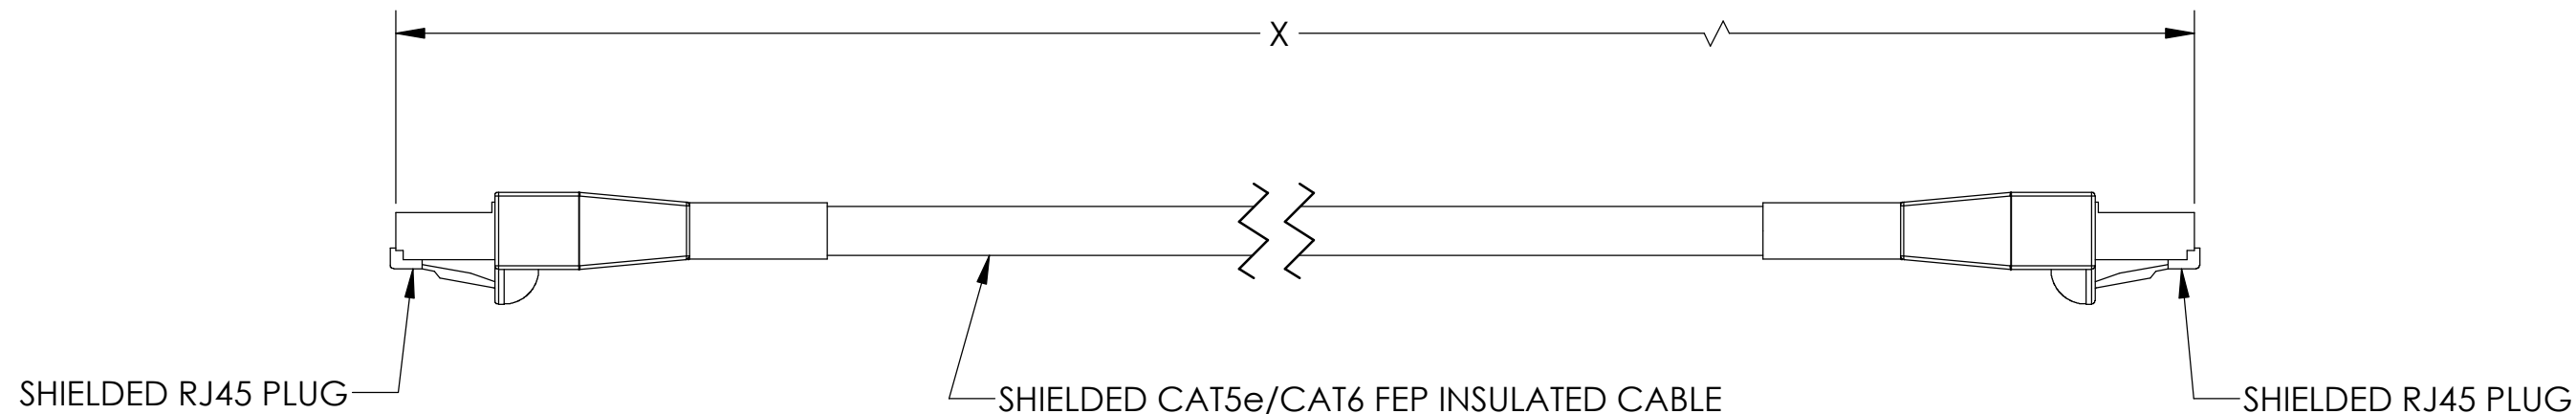 X
SHIELDED RJ45 PLUG
SHIELDED CAT5e/CAT6 FEP INSULATED CABLE
SHIELDED RJ45 PLUG